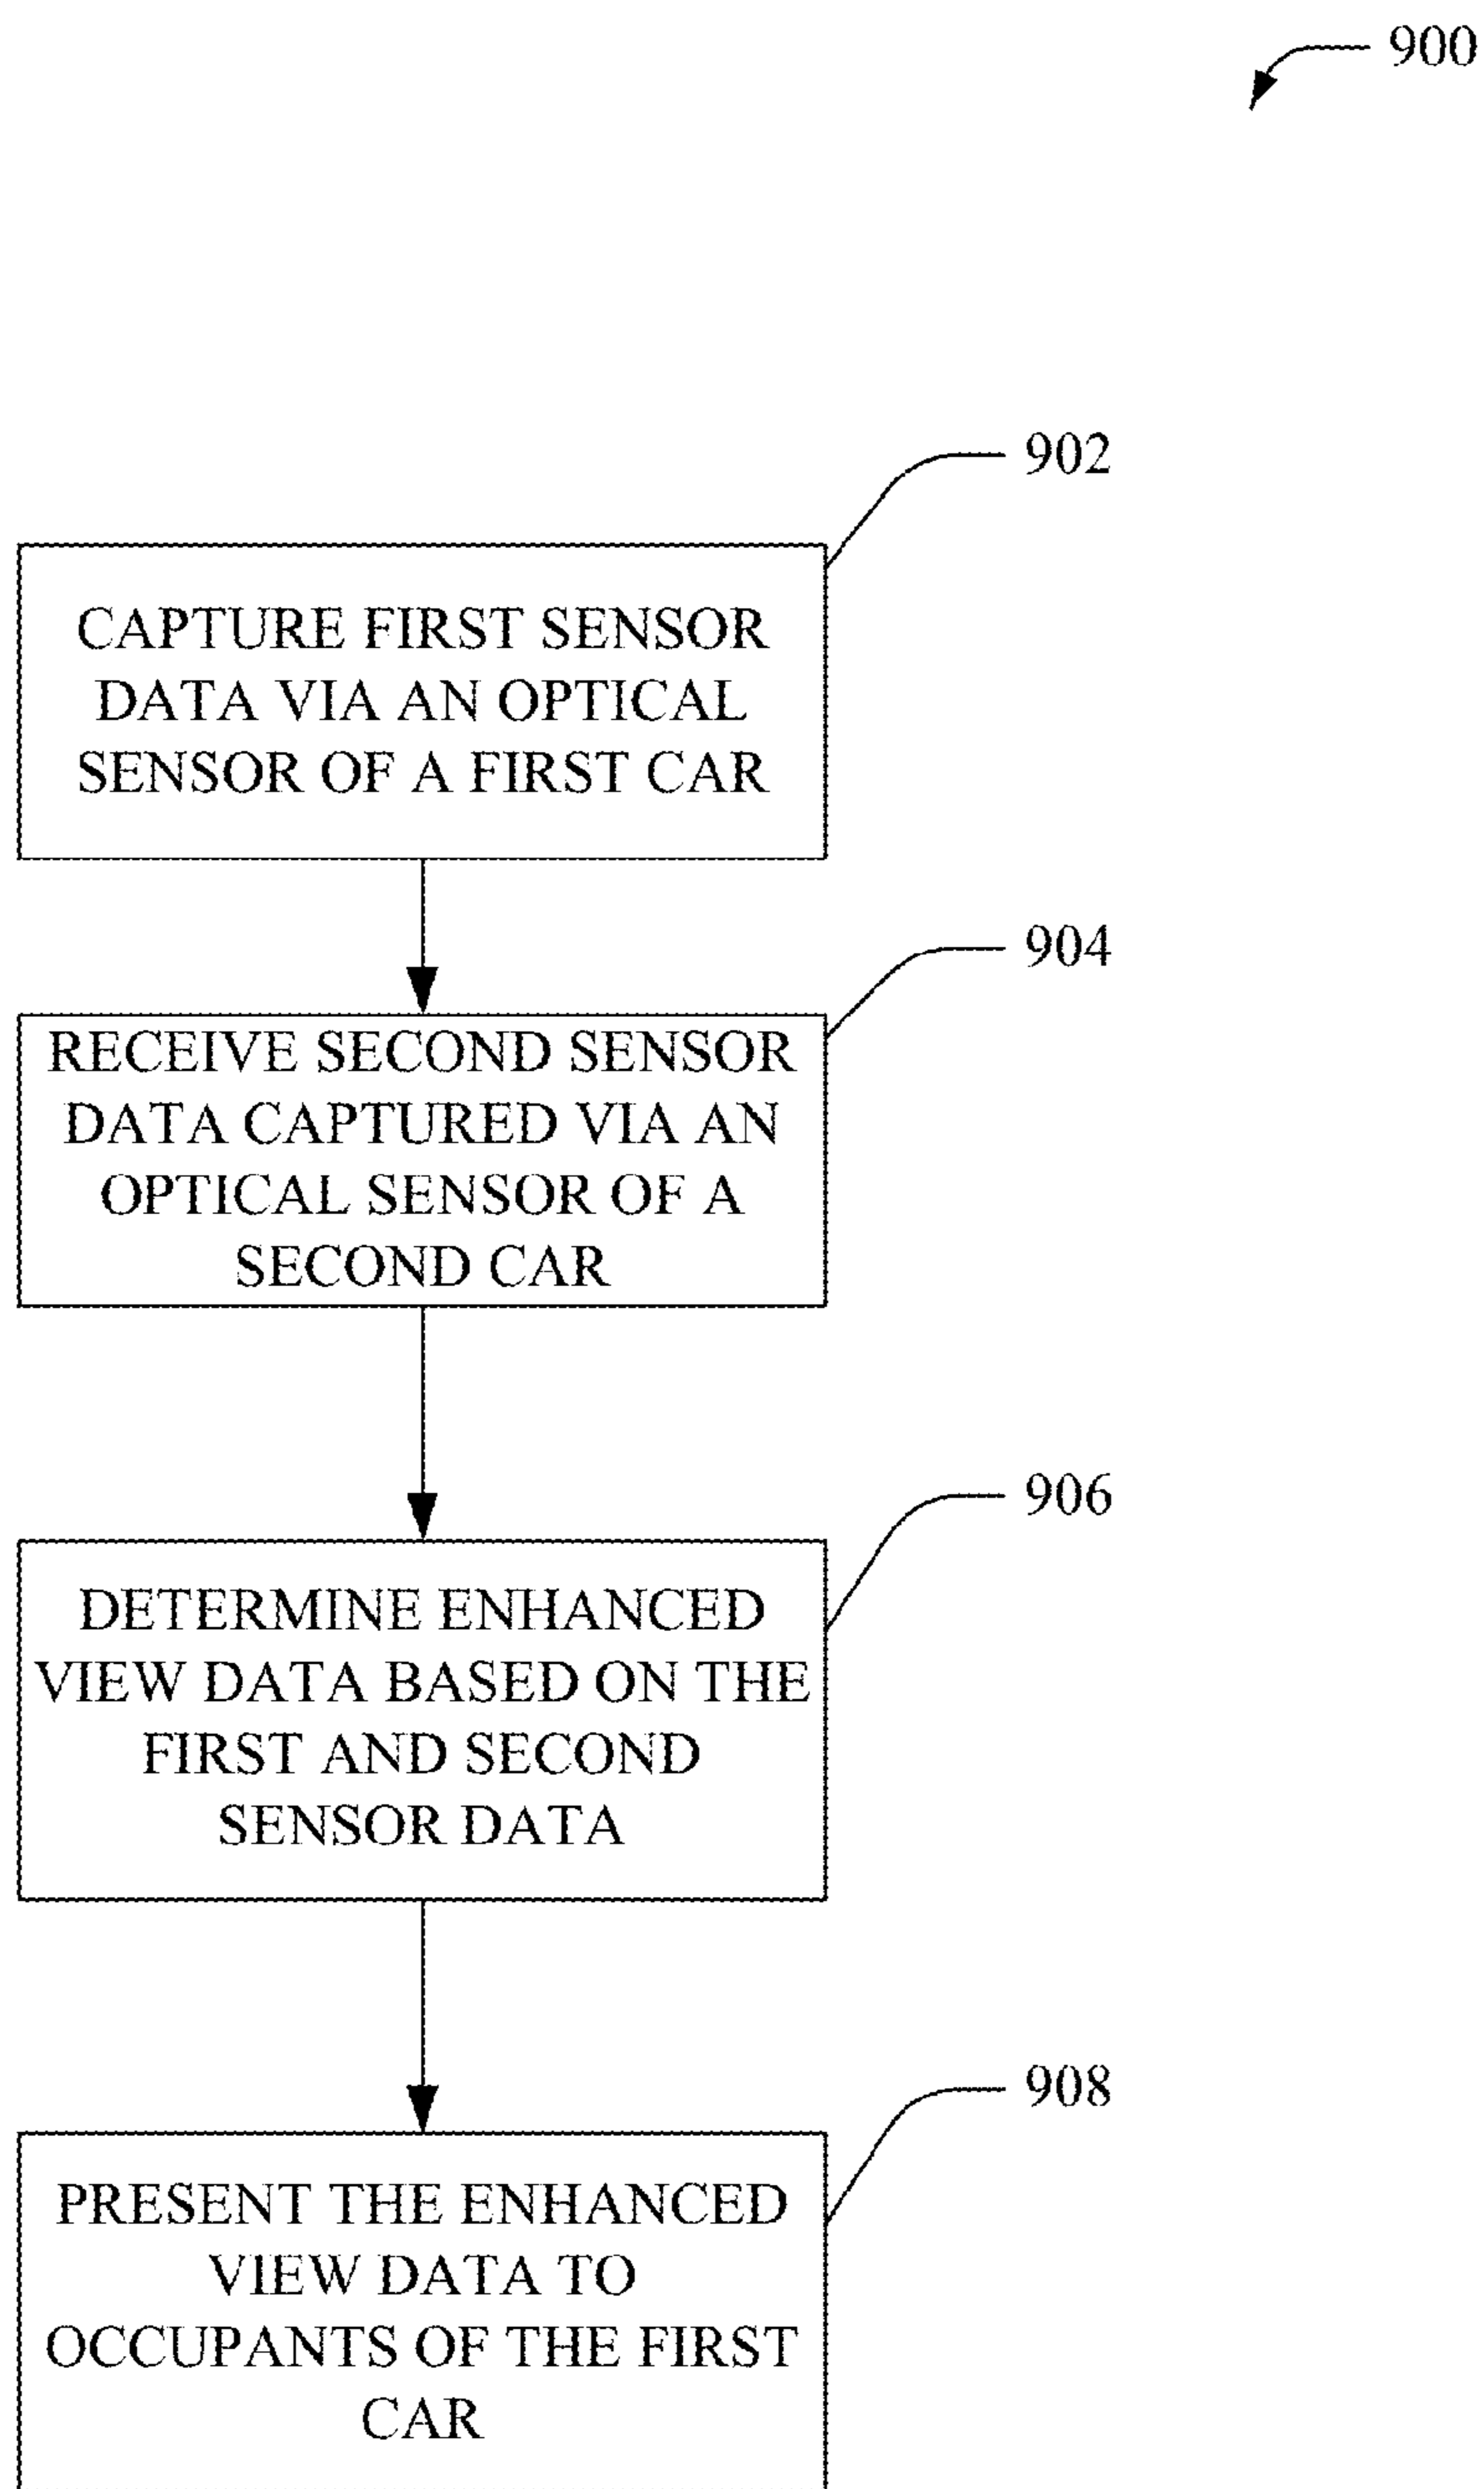 900
902
CAPTURE FIRST SENSOR
DATA VIA AN OPTICAL
SENSOR OF A FIRST CAR
904
RECEIVE SECOND SENSOR
DATA CAPTURED VIA AN
OPTICAL SENSOR OF A
SECOND CAR
906
DETERMINE ENHANCED
VIEW DATA BASED ON THE
FIRST AND SECOND
SENSOR DATA
908
PRESENT THE ENHANCED
VIEW DATA TO
OCCUPANTS OF THE FIRST
CAR